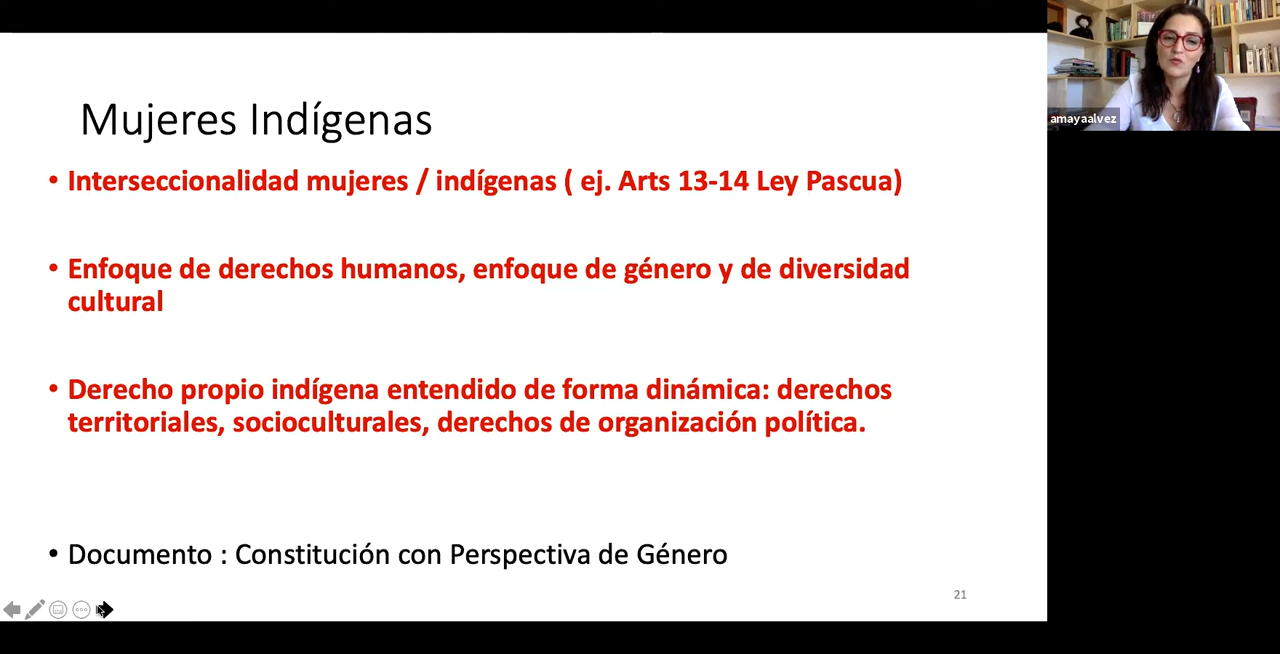 Mujeres Indígenas
• Interseccionalidad mujeres / indígenas ( ej. Arts 13-14 Ley Pascua)
• Enfoque de derechos humanos, enfoque de género y de diversidad
cultural
• Derecho propio indígena entendido de forma dinámica: derechos
territoriales, socioculturales, derechos de organización política.
• Documento : Constitución con Perspectiva de Género
21
amayaalvez